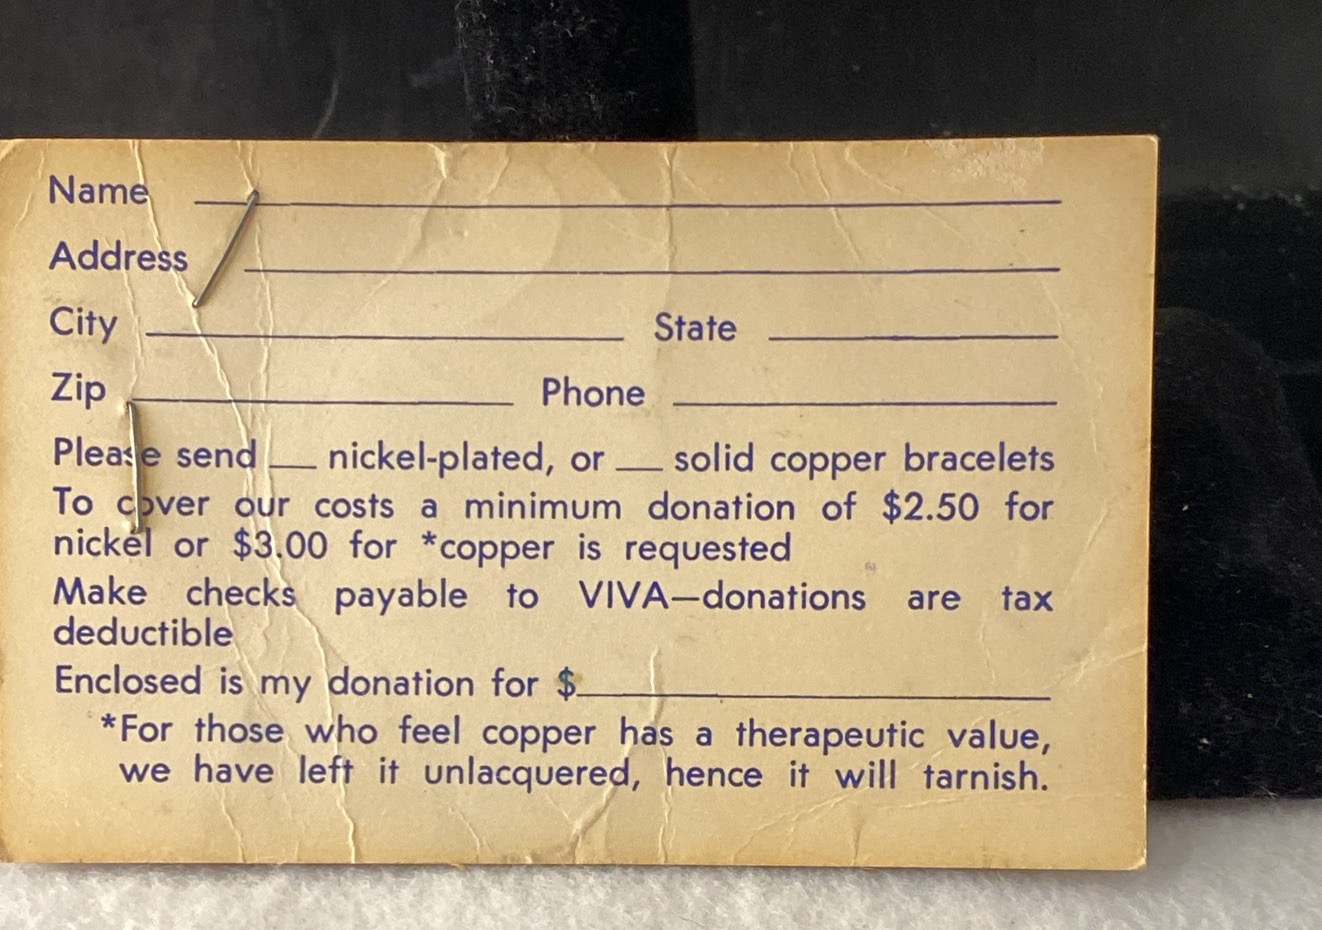 Name
Address
City State
Zip Phone
Please send __ nickel-plated, or __ solid copper bracelets
To cover our costs a minimum donation of $2.50 for
nickel or $3.00 for *copper is requested
Make checks payable to VIVA—donations are tax
deductible
Enclosed is my donation for $
*For those who feel copper has a therapeutic value,
we have left it unlacquered, hence it will tarnish.